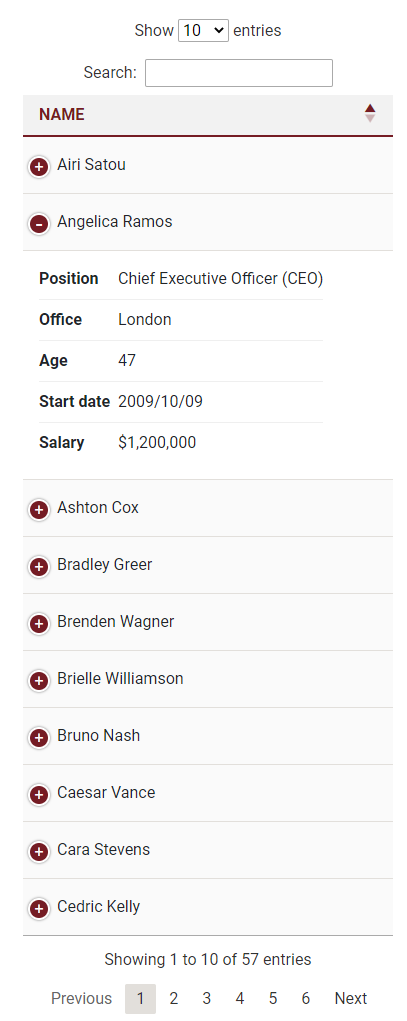 Show 10 entries
Search:
NAME
Airi Satou
Angelica Ramos
Position Chief Executive Officer (CEO)
Office London
Age 47
Start date 2009/10/09
Salary $1,200,000
Ashton Cox
Bradley Greer
Brenden Wagner
Brielle Williamson
Bruno Nash
Caesar Vance
Cara Stevens
Cedric Kelly
Showing 1 to 10 of 57 entries
Previous 1 2 3 4 5 6 Next